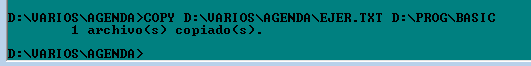 D:\VARIOS\AGENDA>COPY D:\VARIOS\AGENDA\EJER.TXT D:\PROG\BASIC
1 archivo(s) copiado(s).
D:\VARIOS\AGENDA>